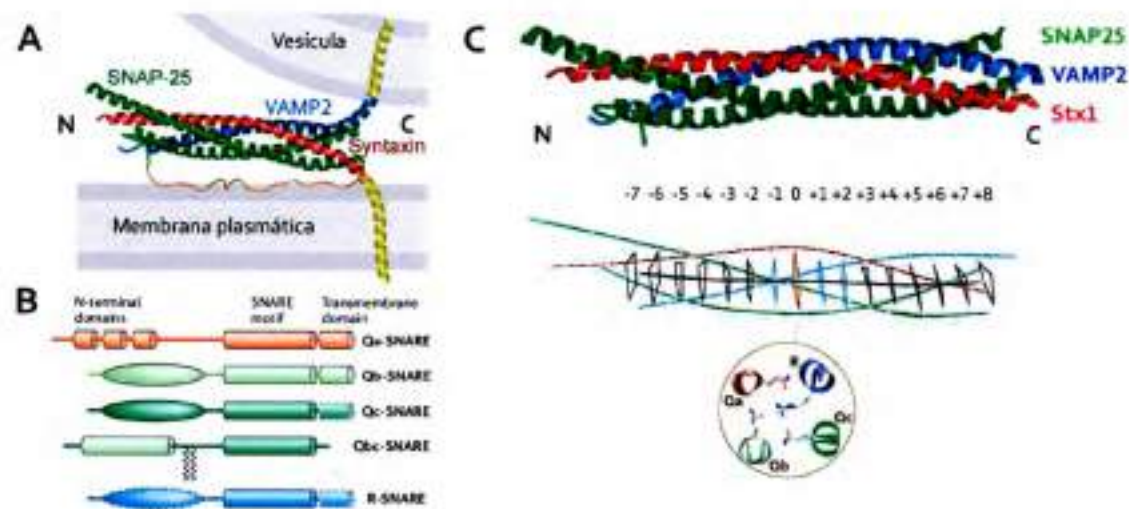 A
Vesícula
SNAP-25
VAMP2
N
C
Syntaxin
Membrana plasmática
B
N-terminal domains
SNARE motif
Transmembrane domain
Qa-SNARE
Qb-SNARE
Qc-SNARE
Qbc-SNARE
R-SNARE
C
SNAP25
VAMP2
Stx1
N
C
-7 -6 -5 -4 -3 -2 -1 0 +1 +2 +3 +4 +5 +6 +7 +8
R
Qa
Qc
Qb